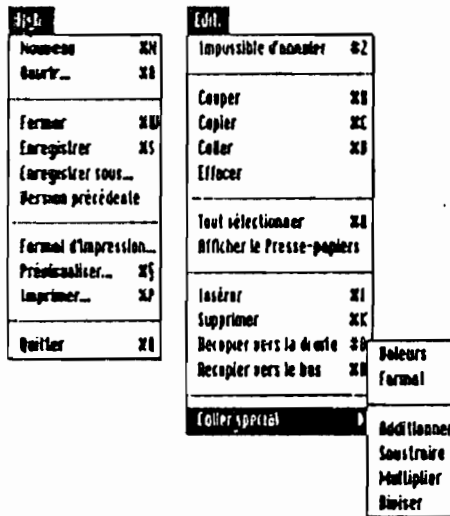 Nouveau ⌘N
Ouvrir...
Fermer ⌘W
Enregistrer ⌘S
Enregistrer sous...
Version précédente
Format d'impression...
Prévisualiser... ⌘§
Imprimer... ⌘P
Quitter ⌘Q
Edit.
Impossible d'annuler ⌘Z
Couper ⌘X
Copier ⌘C
Coller ⌘V
Effacer
Tout sélectionner ⌘A
Afficher le Presse-papiers
Insérer ⌘I
Supprimer ⌘K
Recopier vers la droite
Recopier vers le bas
Coller spécial
Valeurs
Format
Additionner
Soustraire
Multiplier
Diviser